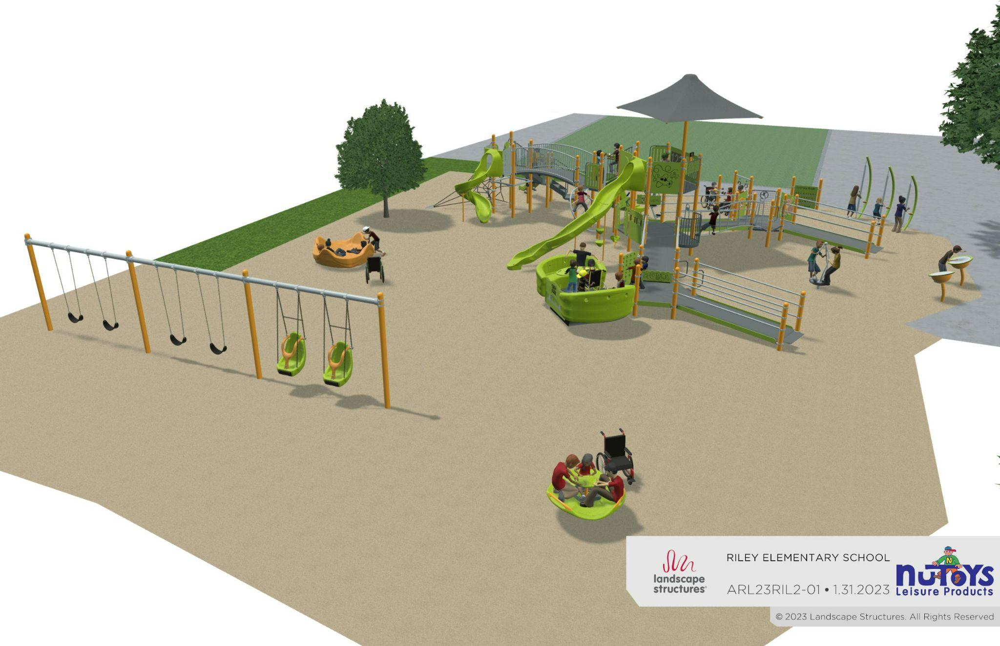 landscape
structures®
RILEY ELEMENTARY SCHOOL
ARL23RIL2-01 • 1.31.2023
N
nuToys
Leisure Products
© 2023 Landscape Structures. All Rights Reserved